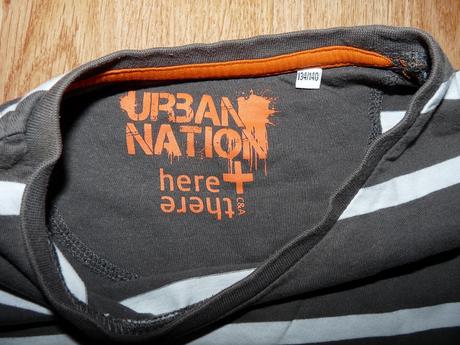 134/140
URBAN
NATION
here +
there
C&A